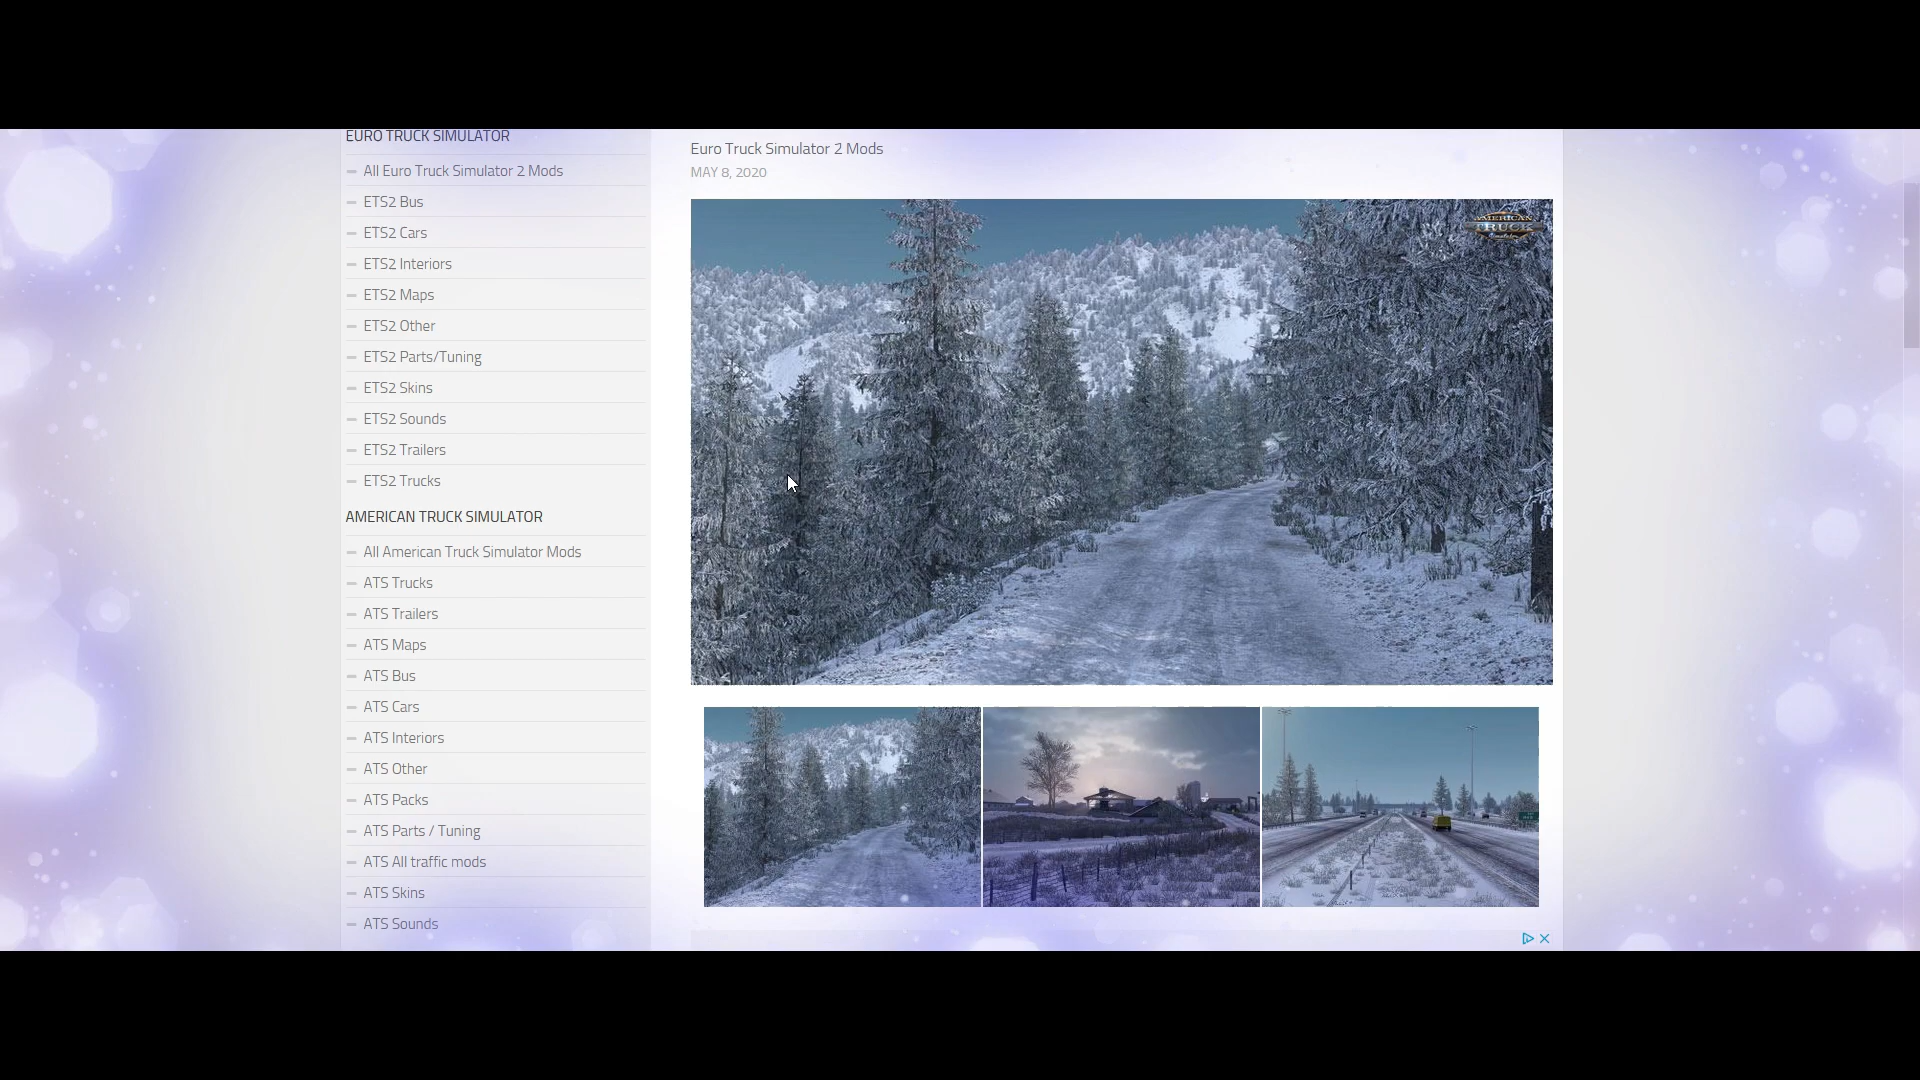 EURO TRUCK SIMULATOR
All Euro Truck Simulator 2 Mods
ETS2 Bus
ETS2 Cars
ETS2 Interiors
ETS2 Maps
ETS2 Other
ETS2 Parts/Tuning
ETS2 Skins
ETS2 Sounds
ETS2 Trailers
ETS2 Trucks
AMERICAN TRUCK SIMULATOR
All American Truck Simulator Mods
ATS Trucks
ATS Trailers
ATS Maps
ATS Bus
ATS Cars
ATS Interiors
ATS Other
ATS Packs
ATS Parts / Tuning
ATS All traffic mods
ATS Skins
ATS Sounds
Euro Truck Simulator 2 Mods
MAY 8, 2020
AMERICAN
TRUCK
Simulator